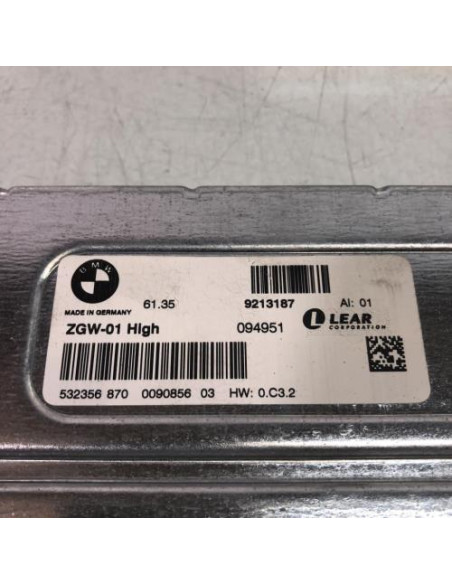 BMW
MADE IN GERMANY
61.35
9213187
AI: 01
ZGW-01 High
094951
LEAR
CORPORATION
532356 870 0090856 03 HW: 0.C3.2